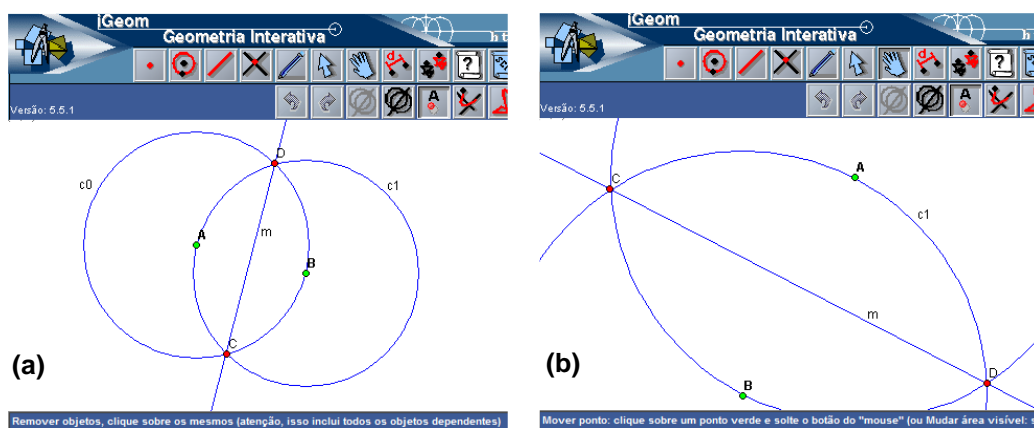 iGeom
Geometria Interativa
h t
d
?
A
Versão: 5.5.1
D
c0
c1
A
m
B
C
(a)
Remover objetos, clique sobre os mesmos (atenção, isso inclui todos os objetos dependentes)
iGeom
Geometria Interativa
h t
d
?
A
Versão: 5.5.1
C
A
c1
m
B
D
(b)
Mover ponto: clique sobre um ponto verde e solte o botão do "mouse" (ou Mudar área visível: s